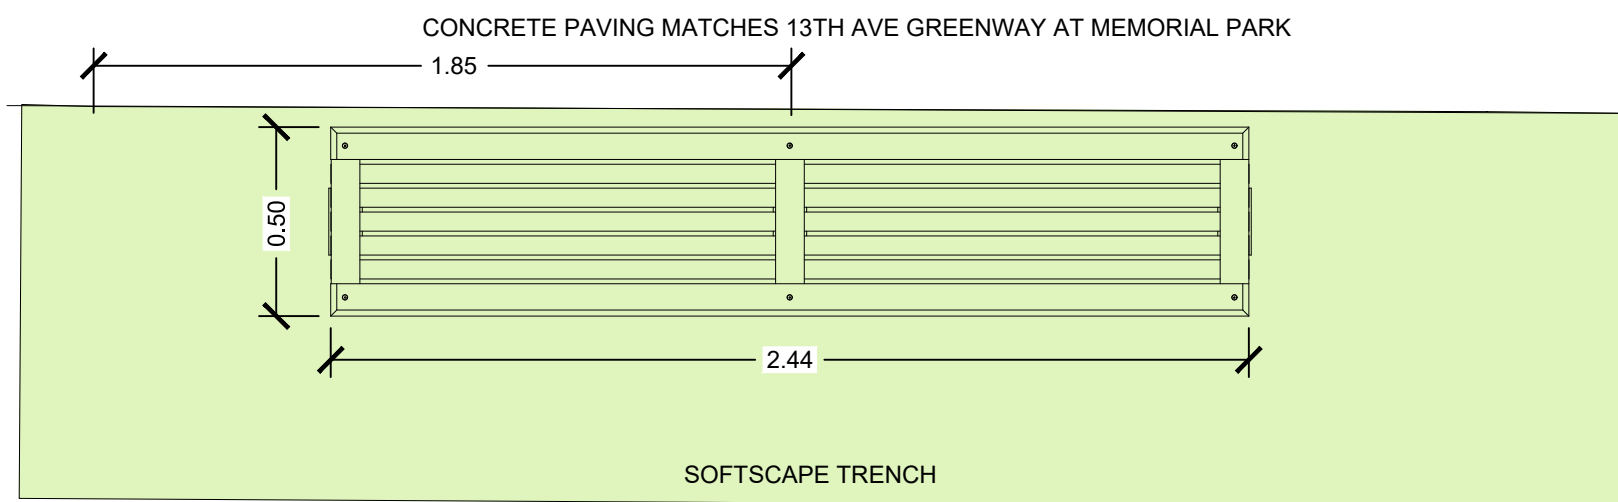 CONCRETE PAVING MATCHES 13TH AVE GREENWAY AT MEMORIAL PARK
1.85
0.50
2.44
SOFTSCAPE TRENCH